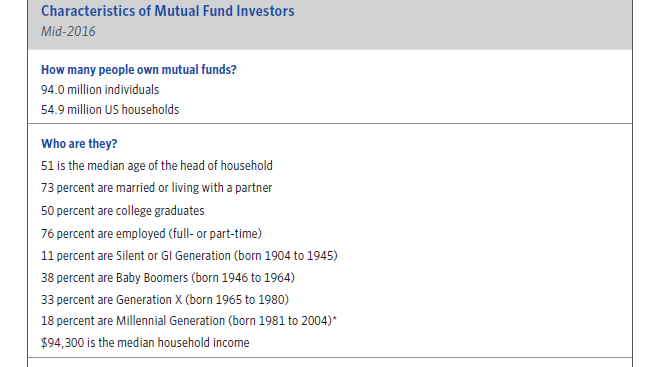 Characteristics of Mutual Fund Investors
Mid-2016
How many people own mutual funds?
94.0 million individuals
54.9 million US households
Who are they?
51 is the median age of the head of household
73 percent are married or living with a partner
50 percent are college graduates
76 percent are employed (full- or part-time)
11 percent are Silent or GI Generation (born 1904 to 1945)
38 percent are Baby Boomers (born 1946 to 1964)
33 percent are Generation X (born 1965 to 1980)
18 percent are Millennial Generation (born 1981 to 2004)*
$94,300 is the median household income